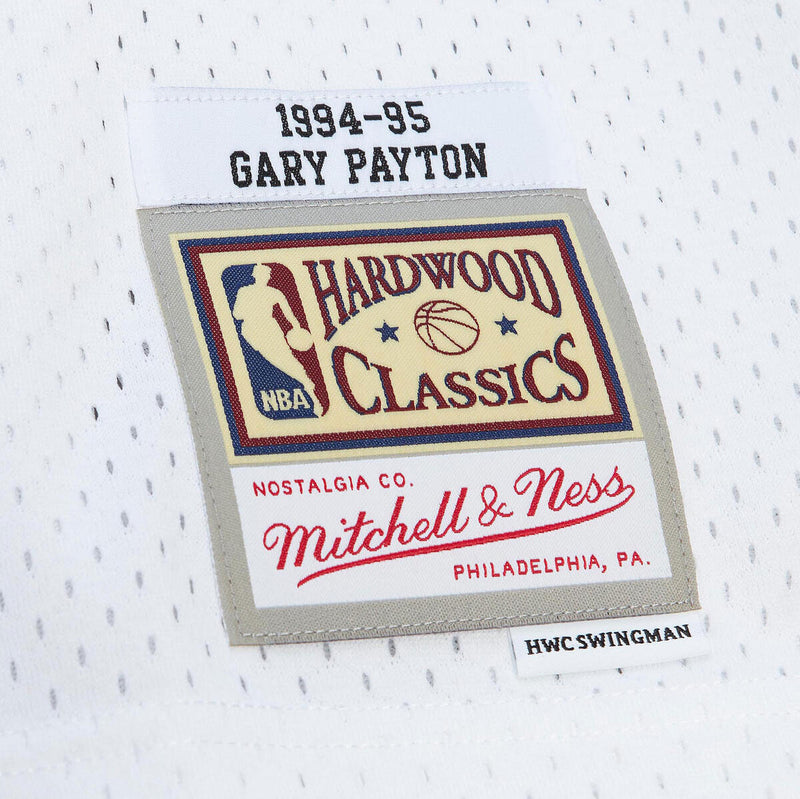 1994-95
GARY PAYTON
HARDWOOD
CLASSICS
NBA
NOSTALGIA CO.
Mitchell & Ness
PHILADELPHIA, PA.
HWC SWINGMAN